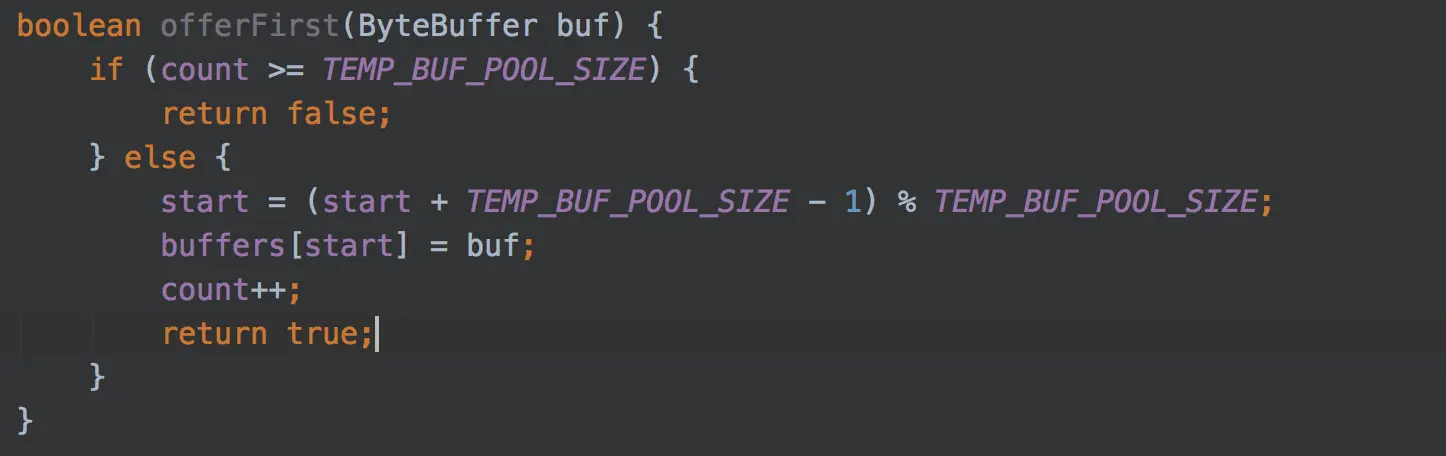 boolean offerFirst(ByteBuffer buf) {
    if (count >= TEMP_BUF_POOL_SIZE) {
        return false;
    } else {
        start = (start + TEMP_BUF_POOL_SIZE - 1) % TEMP_BUF_POOL_SIZE;
        buffers[start] = buf;
        count++;
        return true;
    }
}